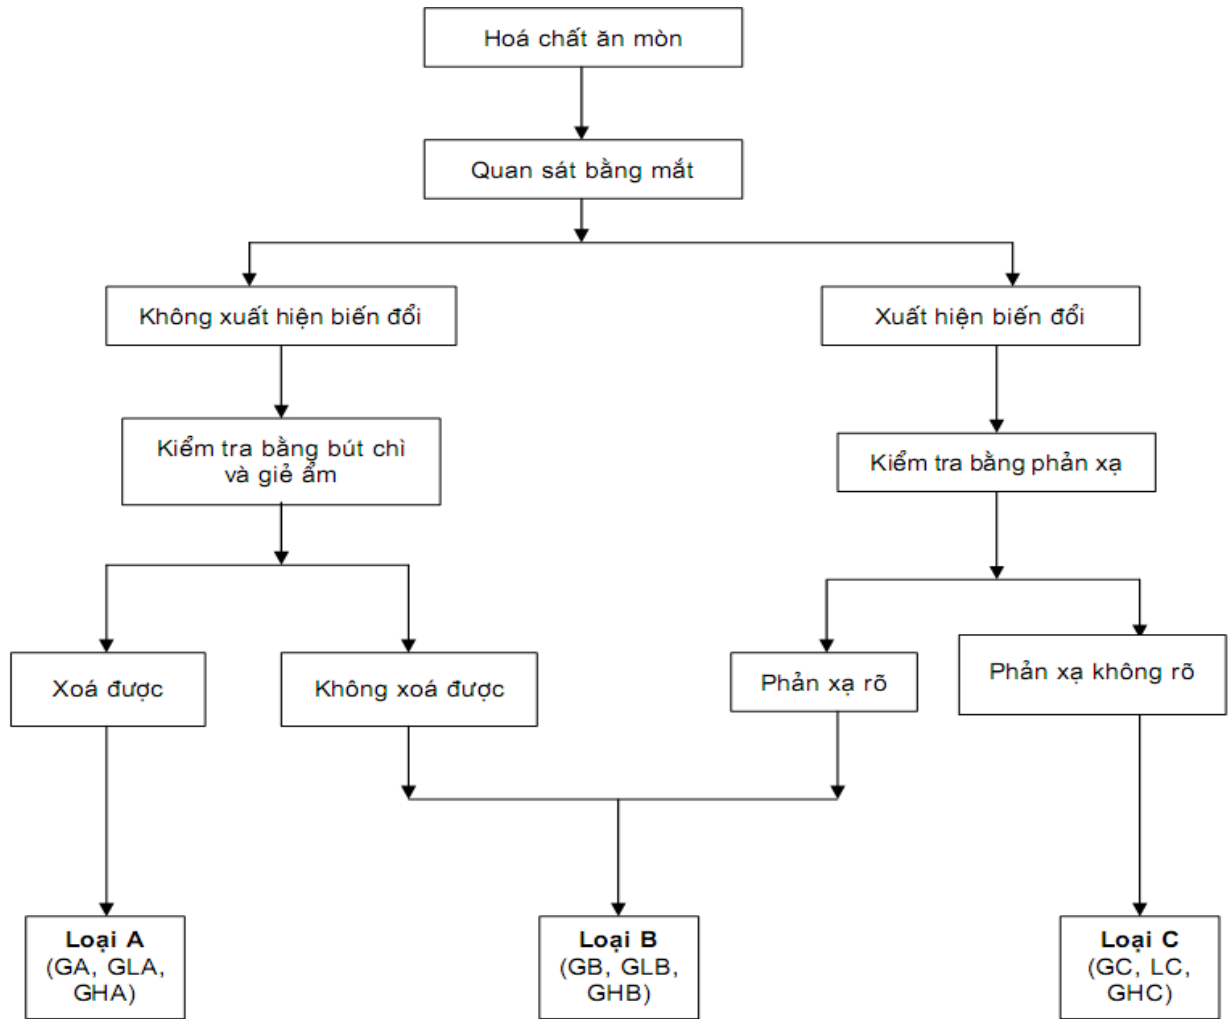 Hoá chất ăn mòn
Quan sát bằng mắt
Không xuất hiện biến đổi
Xuất hiện biến đổi
Kiểm tra bằng bút chì
và giẻ ẩm
Kiểm tra bằng phản xạ
Xoá được
Không xoá được
Phản xạ rõ
Phản xạ không rõ
Loại A
(GA, GLA,
GHA)
Loại B
(GB, GLB,
GHB)
Loại C
(GC, LC,
GHC)